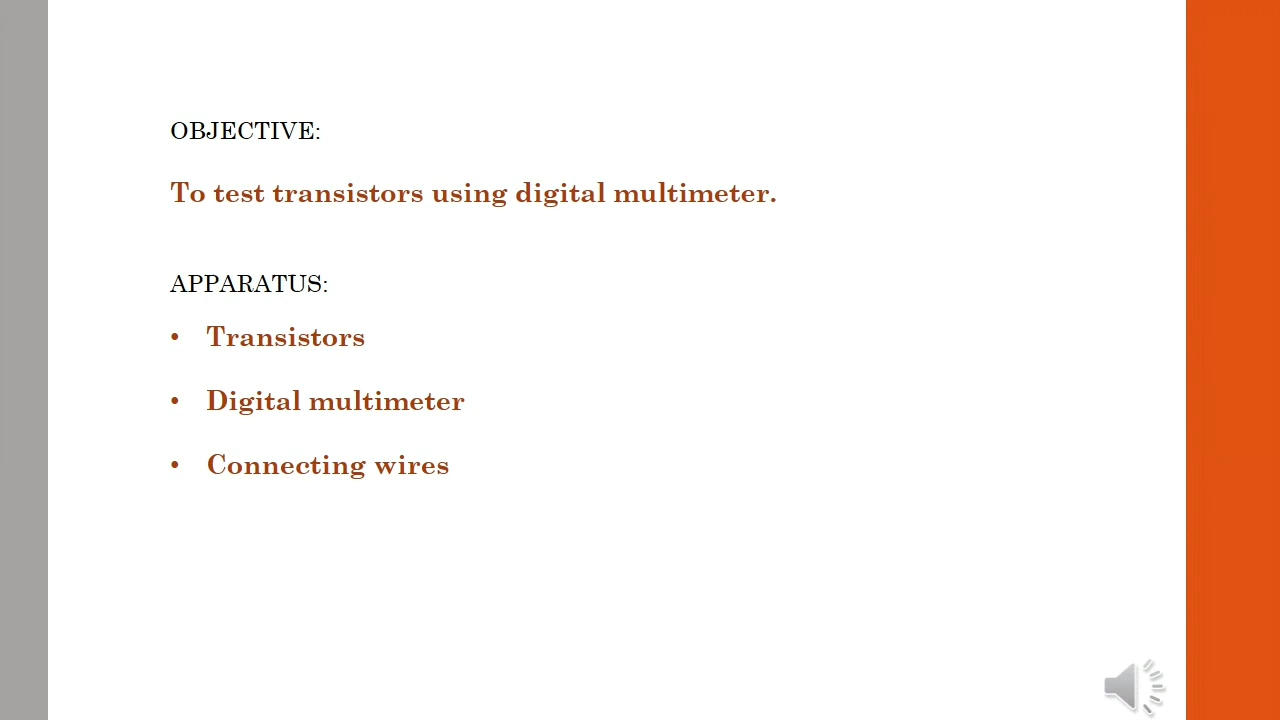 OBJECTIVE:
To test transistors using digital multimeter.
APPARATUS:
• Transistors
• Digital multimeter
• Connecting wires